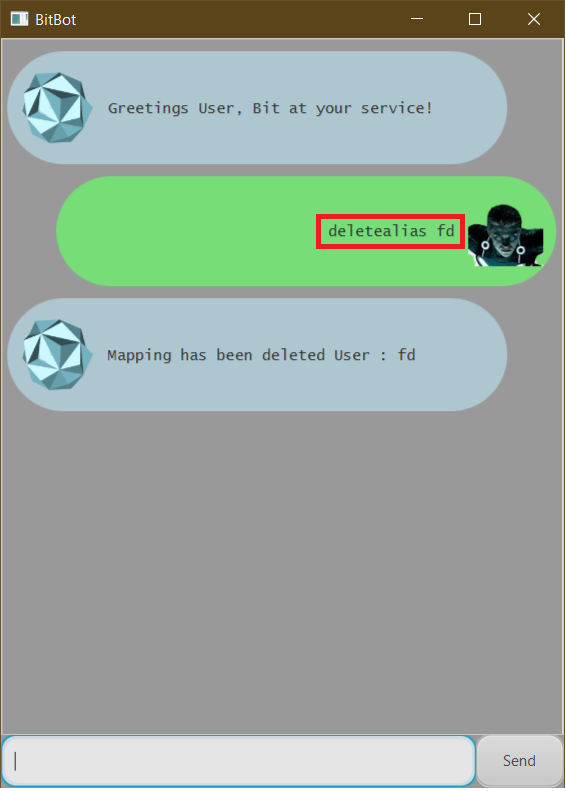 BitBot
Greetings User, Bit at your service!
deletealias fd
Mapping has been deleted User : fd
Send